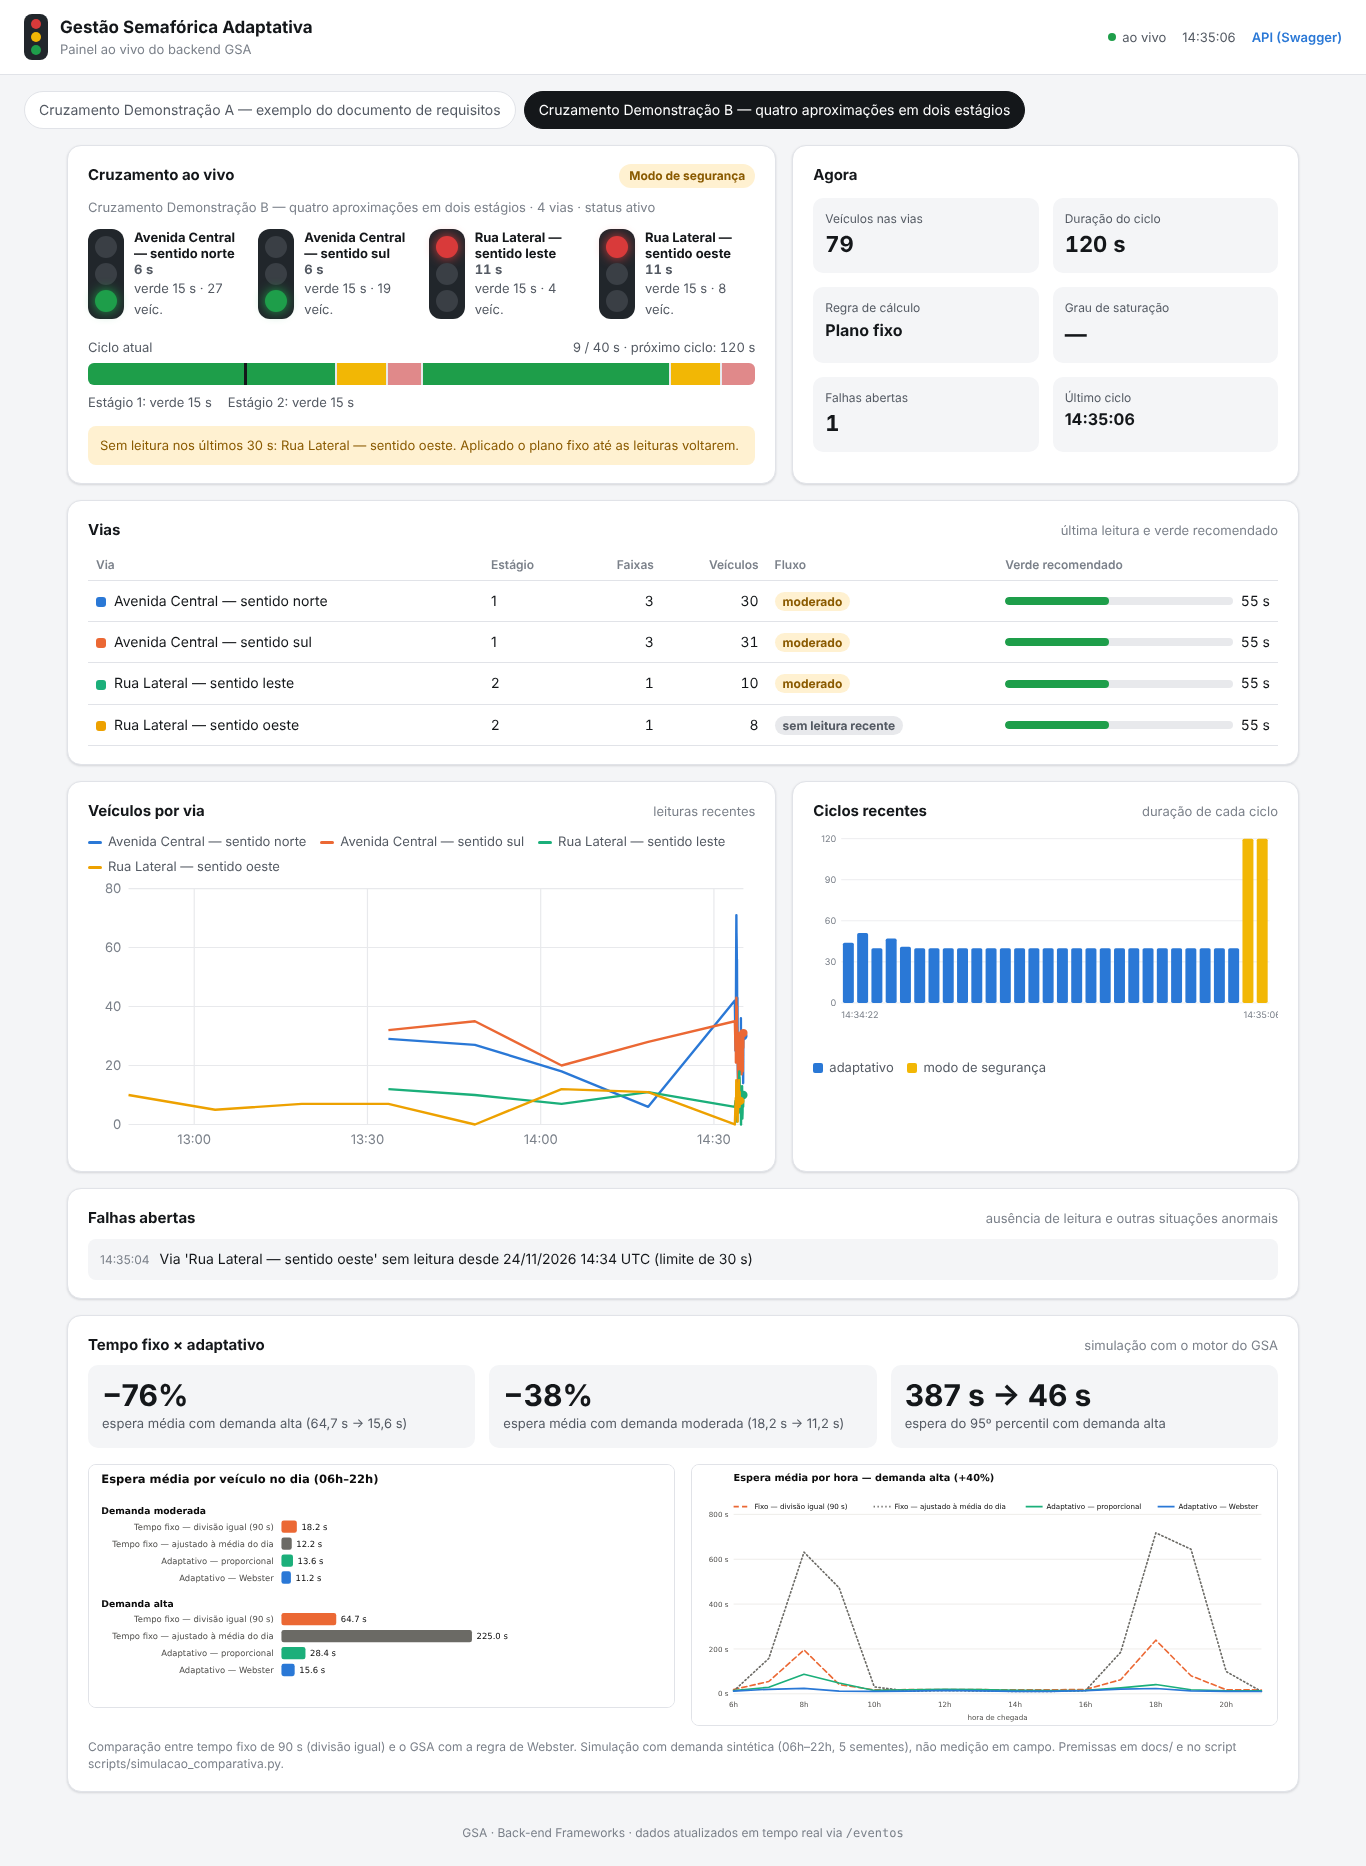 Gestão Semafórica Adaptativa
Painel ao vivo do backend GSA
ao vivo 14:35:06 API (Swagger)
Cruzamento Demonstração A — exemplo do documento de requisitos
Cruzamento Demonstração B — quatro aproximações em dois estágios
Cruzamento ao vivo
Modo de segurança
Cruzamento Demonstração B — quatro aproximações em dois estágios · 4 vias · status ativo
Avenida Central
— sentido norte
6 s
verde 15 s · 27
veíc.
Avenida Central
— sentido sul
6 s
verde 15 s · 19
veíc.
Rua Lateral —
sentido leste
11 s
verde 15 s · 4
veíc.
Rua Lateral —
sentido oeste
11 s
verde 15 s · 8
veíc.
Ciclo atual
9 / 40 s · próximo ciclo: 120 s
Estágio 1: verde 15 s Estágio 2: verde 15 s
Sem leitura nos últimos 30 s: Rua Lateral — sentido oeste. Aplicado o plano fixo até as leituras voltarem.
Agora
Veículos nas vias
79
Duração do ciclo
120 s
Regra de cálculo
Plano fixo
Grau de saturação
—
Falhas abertas
1
Último ciclo
14:35:06
Vias
última leitura e verde recomendado
Via Estágio Faixas Veículos Fluxo Verde recomendado
Avenida Central — sentido norte 1 3 30 moderado 55 s
Avenida Central — sentido sul 1 3 31 moderado 55 s
Rua Lateral — sentido leste 2 1 10 moderado 55 s
Rua Lateral — sentido oeste 2 1 8 sem leitura recente 55 s
Veículos por via
leituras recentes
Avenida Central — sentido norte Avenida Central — sentido sul Rua Lateral — sentido leste
Rua Lateral — sentido oeste
80
60
40
20
0
13:00 13:30 14:00 14:30
Ciclos recentes
duração de cada ciclo
120
90
60
30
0
14:34:22 14:35:06
adaptativo modo de segurança
Falhas abertas
ausência de leitura e outras situações anormais
14:35:04 Via 'Rua Lateral — sentido oeste' sem leitura desde 24/11/2026 14:34 UTC (limite de 30 s)
Tempo fixo × adaptativo
simulação com o motor do GSA
−76%
espera média com demanda alta (64,7 s → 15,6 s)
−38%
espera média com demanda moderada (18,2 s → 11,2 s)
387 s → 46 s
espera do 95º percentil com demanda alta
Espera média por veículo no dia (06h–22h)
Demanda moderada
Tempo fixo — divisão igual (90 s) 18.2 s
Tempo fixo — ajustado à média do dia 12.2 s
Adaptativo — proporcional 13.6 s
Adaptativo — Webster 11.2 s
Demanda alta
Tempo fixo — divisão igual (90 s) 64.7 s
Tempo fixo — ajustado à média do dia 225.0 s
Adaptativo — proporcional 28.4 s
Adaptativo — Webster 15.6 s
Espera média por hora — demanda alta (+40%)
Fixo — divisão igual (90 s) Fixo — ajustado à média do dia Adaptativo — proporcional Adaptativo — Webster
800 s
600 s
400 s
200 s
0 s
6h 8h 10h 12h 14h 16h 18h 20h
hora de chegada
Comparação entre tempo fixo de 90 s (divisão igual) e o GSA com a regra de Webster. Simulação com demanda sintética (06h–22h, 5 sementes), não medição em campo. Premissas em docs/ e no script
scripts/simulacao_comparativa.py.
GSA · Back-end Frameworks · dados atualizados em tempo real via /eventos